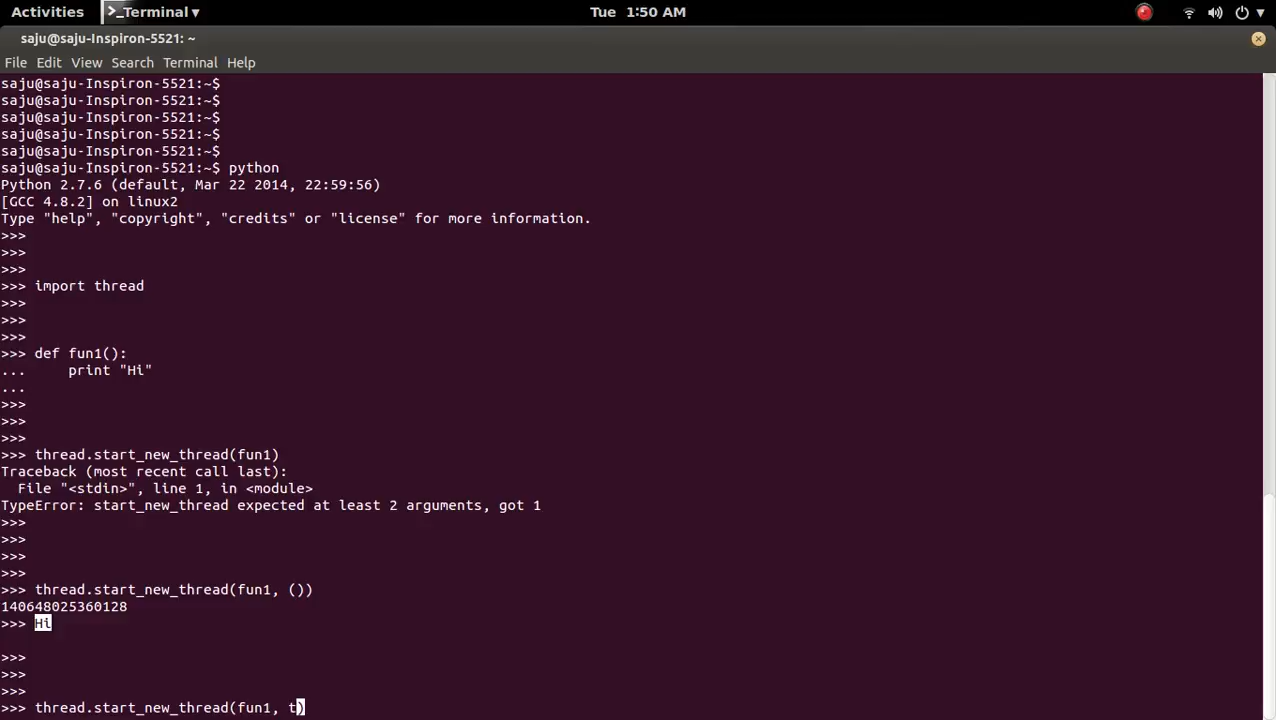 Activities >_Terminal ▾ Tue 1:50 AM
saju@saju-Inspiron-5521: ~
File Edit View Search Terminal Help
saju@saju-Inspiron-5521:~$
saju@saju-Inspiron-5521:~$
saju@saju-Inspiron-5521:~$
saju@saju-Inspiron-5521:~$
saju@saju-Inspiron-5521:~$
saju@saju-Inspiron-5521:~$ python
Python 2.7.6 (default, Mar 22 2014, 22:59:56)
[GCC 4.8.2] on linux2
Type "help", "copyright", "credits" or "license" for more information.
>>>
>>>
>>>
>>> import thread
>>>
>>>
>>>
>>> def fun1():
...     print "Hi"
...
>>>
>>>
>>>
>>> thread.start_new_thread(fun1)
Traceback (most recent call last):
  File "<stdin>", line 1, in <module>
TypeError: start_new_thread expected at least 2 arguments, got 1
>>>
>>>
>>>
>>>
>>> thread.start_new_thread(fun1, ())
140648025360128
>>> Hi
>>>
>>>
>>>
>>> thread.start_new_thread(fun1, t)